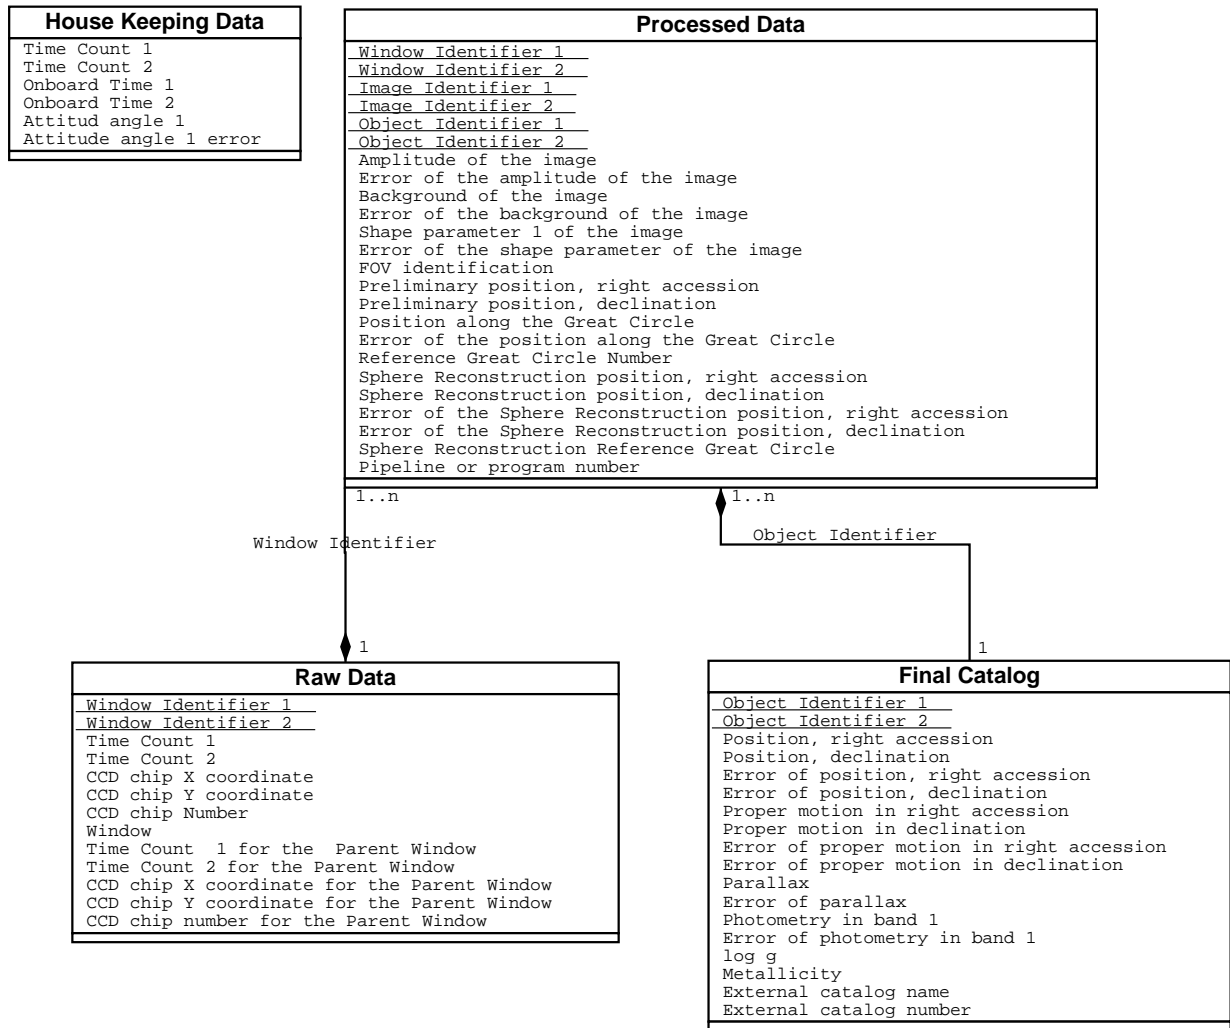 House Keeping Data
Time Count 1
Time Count 2
Onboard Time 1
Onboard Time 2
Attitud angle 1
Attitude angle 1 error
Processed Data
Window Identifier 1
Window Identifier 2
Image Identifier 1
Image Identifier 2
Object Identifier 1
Object Identifier 2
Amplitude of the image
Error of the amplitude of the image
Background of the image
Error of the background of the image
Shape parameter 1 of the image
Error of the shape parameter of the image
FOV identification
Preliminary position, right accession
Preliminary position, declination
Position along the Great Circle
Error of the position along the Great Circle
Reference Great Circle Number
Sphere Reconstruction position, right accession
Sphere Reconstruction position, declination
Error of the Sphere Reconstruction position, right accession
Error of the Sphere Reconstruction position, declination
Sphere Reconstruction Reference Great Circle
Pipeline or program number
1..n
1..n
Window Identifier
Object Identifier
1
1
Raw Data
Window Identifier 1
Window Identifier 2
Time Count 1
Time Count 2
CCD chip X coordinate
CCD chip Y coordinate
CCD chip Number
Window
Time Count  1 for the  Parent Window
Time Count 2 for the Parent Window
CCD chip X coordinate for the Parent Window
CCD chip Y coordinate for the Parent Window
CCD chip number for the Parent Window
Final Catalog
Object Identifier 1
Object Identifier 2
Position, right accession
Position, declination
Error of position, right accession
Error of position, declination
Proper motion in right accession
Proper motion in declination
Error of proper motion in right accession
Error of proper motion in declination
Parallax
Error of parallax
Photometry in band 1
Error of photometry in band 1
log g
Metallicity
External catalog name
External catalog number